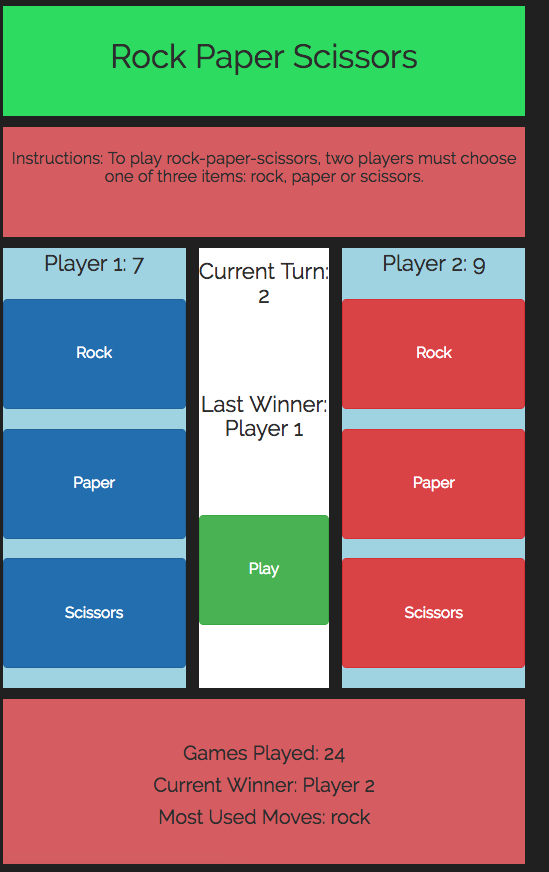 Rock Paper Scissors
Instructions: To play rock-paper-scissors, two players must choose
one of three items: rock, paper or scissors.
Player 1: 7
Rock
Paper
Scissors
Current Turn:
2
Last Winner:
Player 1
Play
Player 2: 9
Rock
Paper
Scissors
Games Played: 24
Current Winner: Player 2
Most Used Moves: rock